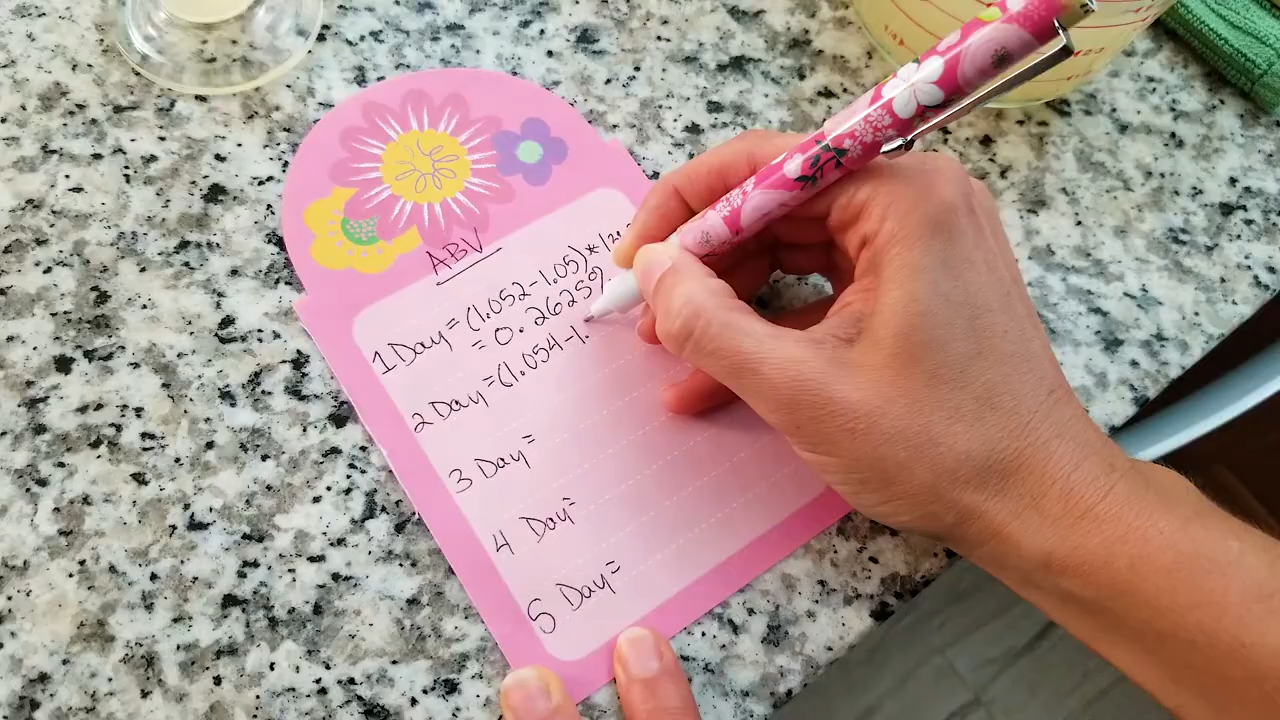 ABV
1 Day = (1.052-1.05)*
= 0.2625%
2 Day = (1.054-1.
3 Day =
4 Day =
5 Day =